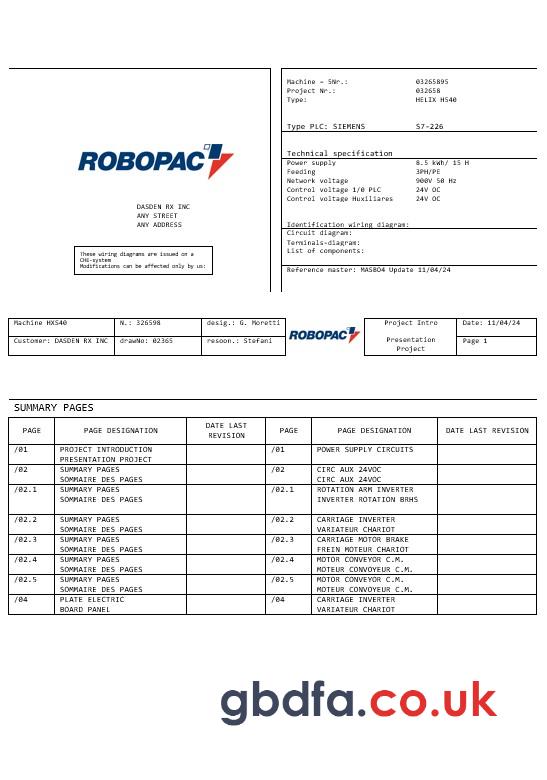 Machine – SNr.: 03265895
Project Nr.: 032658
Type: HELIX H540
Type PLC: SIEMENS S7-226
Technical specification
Power supply 8.5 kWh/ 15 H
Feeding 3PH/PE
Network voltage 900V 50 Hz
Control voltage I/0 PLC 24V OC
Control voltage Huxiliares 24V OC
Identification wiring diagram:
Circuit diagram:
Terminals-diagram:
List of components:
Reference master: MASBO4 Update 11/04/24
ROBOPAC
DASDEN RX INC
ANY STREET
ANY ADDRESS
These wiring diagrams are issued on a
CHE-system
Modifications can be affected only by us:
Machine HX540 N.: 326598 desig.: G. Moretti
Customer: DASDEN RX INC drawNo: 02365 resoon.: Stefani
ROBOPAC
Project Intro Date: 11/04/24
Presentation Project Page 1
SUMMARY PAGES
PAGE PAGE DESIGNATION DATE LAST REVISION PAGE PAGE DESIGNATION DATE LAST REVISION
/01 PROJECT INTRODUCTION /01 POWER SUPPLY CIRCUITS
PRESENTATION PROJECT
/02 SUMMARY PAGES /02 CIRC AUX 24VOC
SOMMAIRE DES PAGES CIRC AUX 24VOC
/02.1 SUMMARY PAGES /02.1 ROTATION ARM INVERTER
SOMMAIRE DES PAGES INVERTER ROTATION BRHS
/02.2 SUMMARY PAGES /02.2 CARRIAGE INVERTER
SOMMAIRE DES PAGES VARIATEUR CHARIOT
/02.3 SUMMARY PAGES /02.3 CARRIAGE MOTOR BRAKE
SOMMAIRE DES PAGES FREIN MOTEUR CHARIOT
/02.4 SUMMARY PAGES /02.4 MOTOR CONVEYOR C.M.
SOMMAIRE DES PAGES MOTEUR CONVOYEUR C.M.
/02.5 SUMMARY PAGES /02.5 MOTOR CONVEYOR C.M.
SOMMAIRE DES PAGES MOTEUR CONVOYEUR C.M.
/04 PLATE ELECTRIC /04 CARRIAGE INVERTER
BOARD PANEL VARIATEUR CHARIOT
gbdfa.co.uk